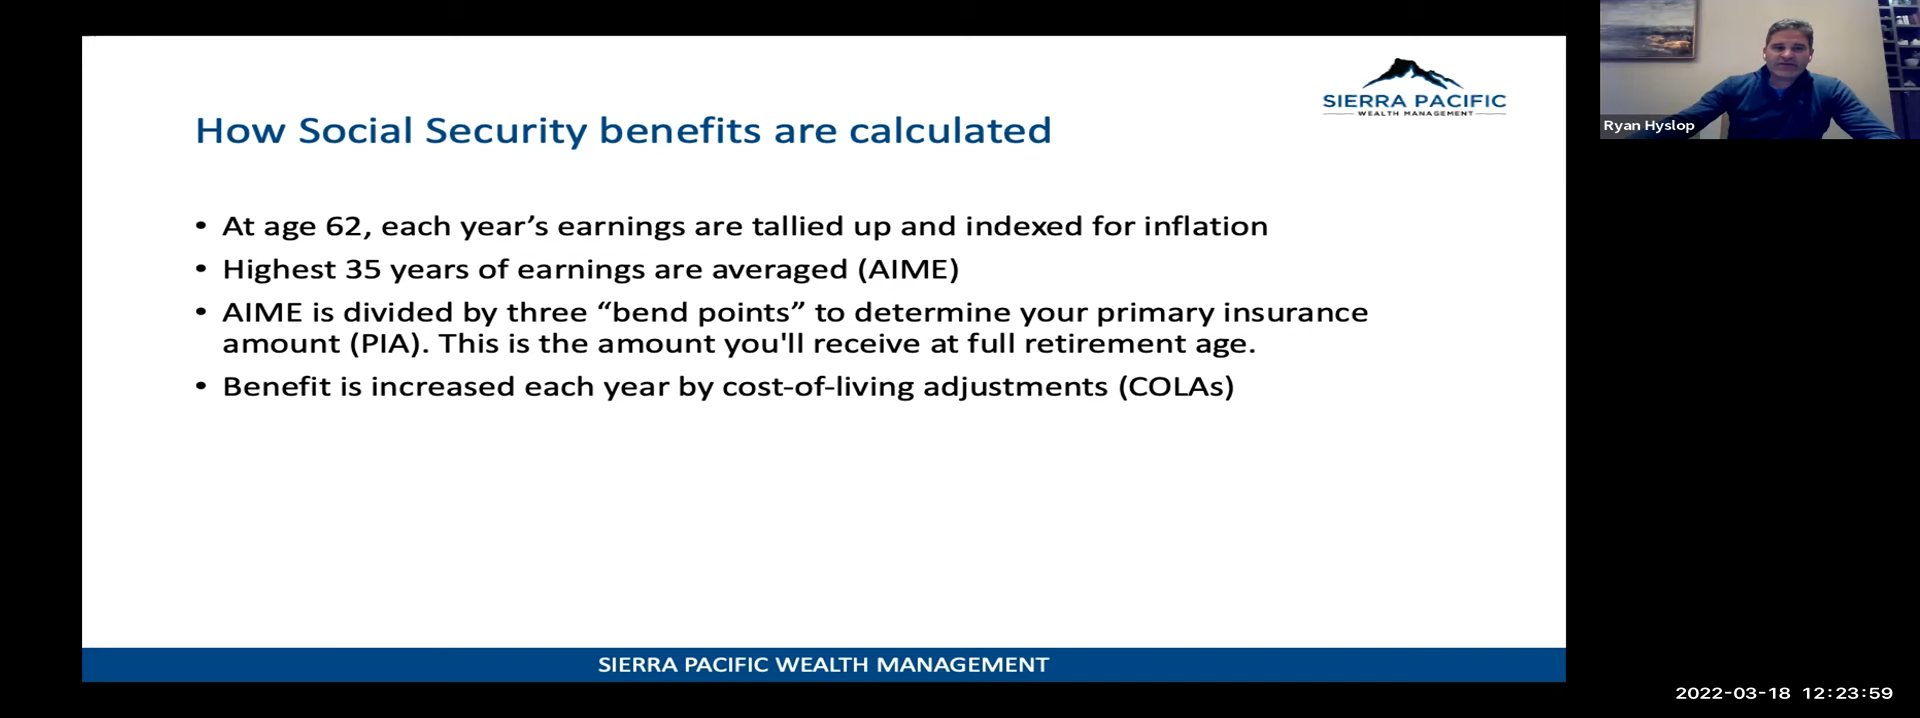 SIERRA PACIFIC
WEALTH MANAGEMENT
How Social Security benefits are calculated
• At age 62, each year’s earnings are tallied up and indexed for inflation
• Highest 35 years of earnings are averaged (AIME)
• AIME is divided by three “bend points” to determine your primary insurance
amount (PIA). This is the amount you'll receive at full retirement age.
• Benefit is increased each year by cost-of-living adjustments (COLAs)
SIERRA PACIFIC WEALTH MANAGEMENT
Ryan Hyslop
2022-03-18 12:23:59